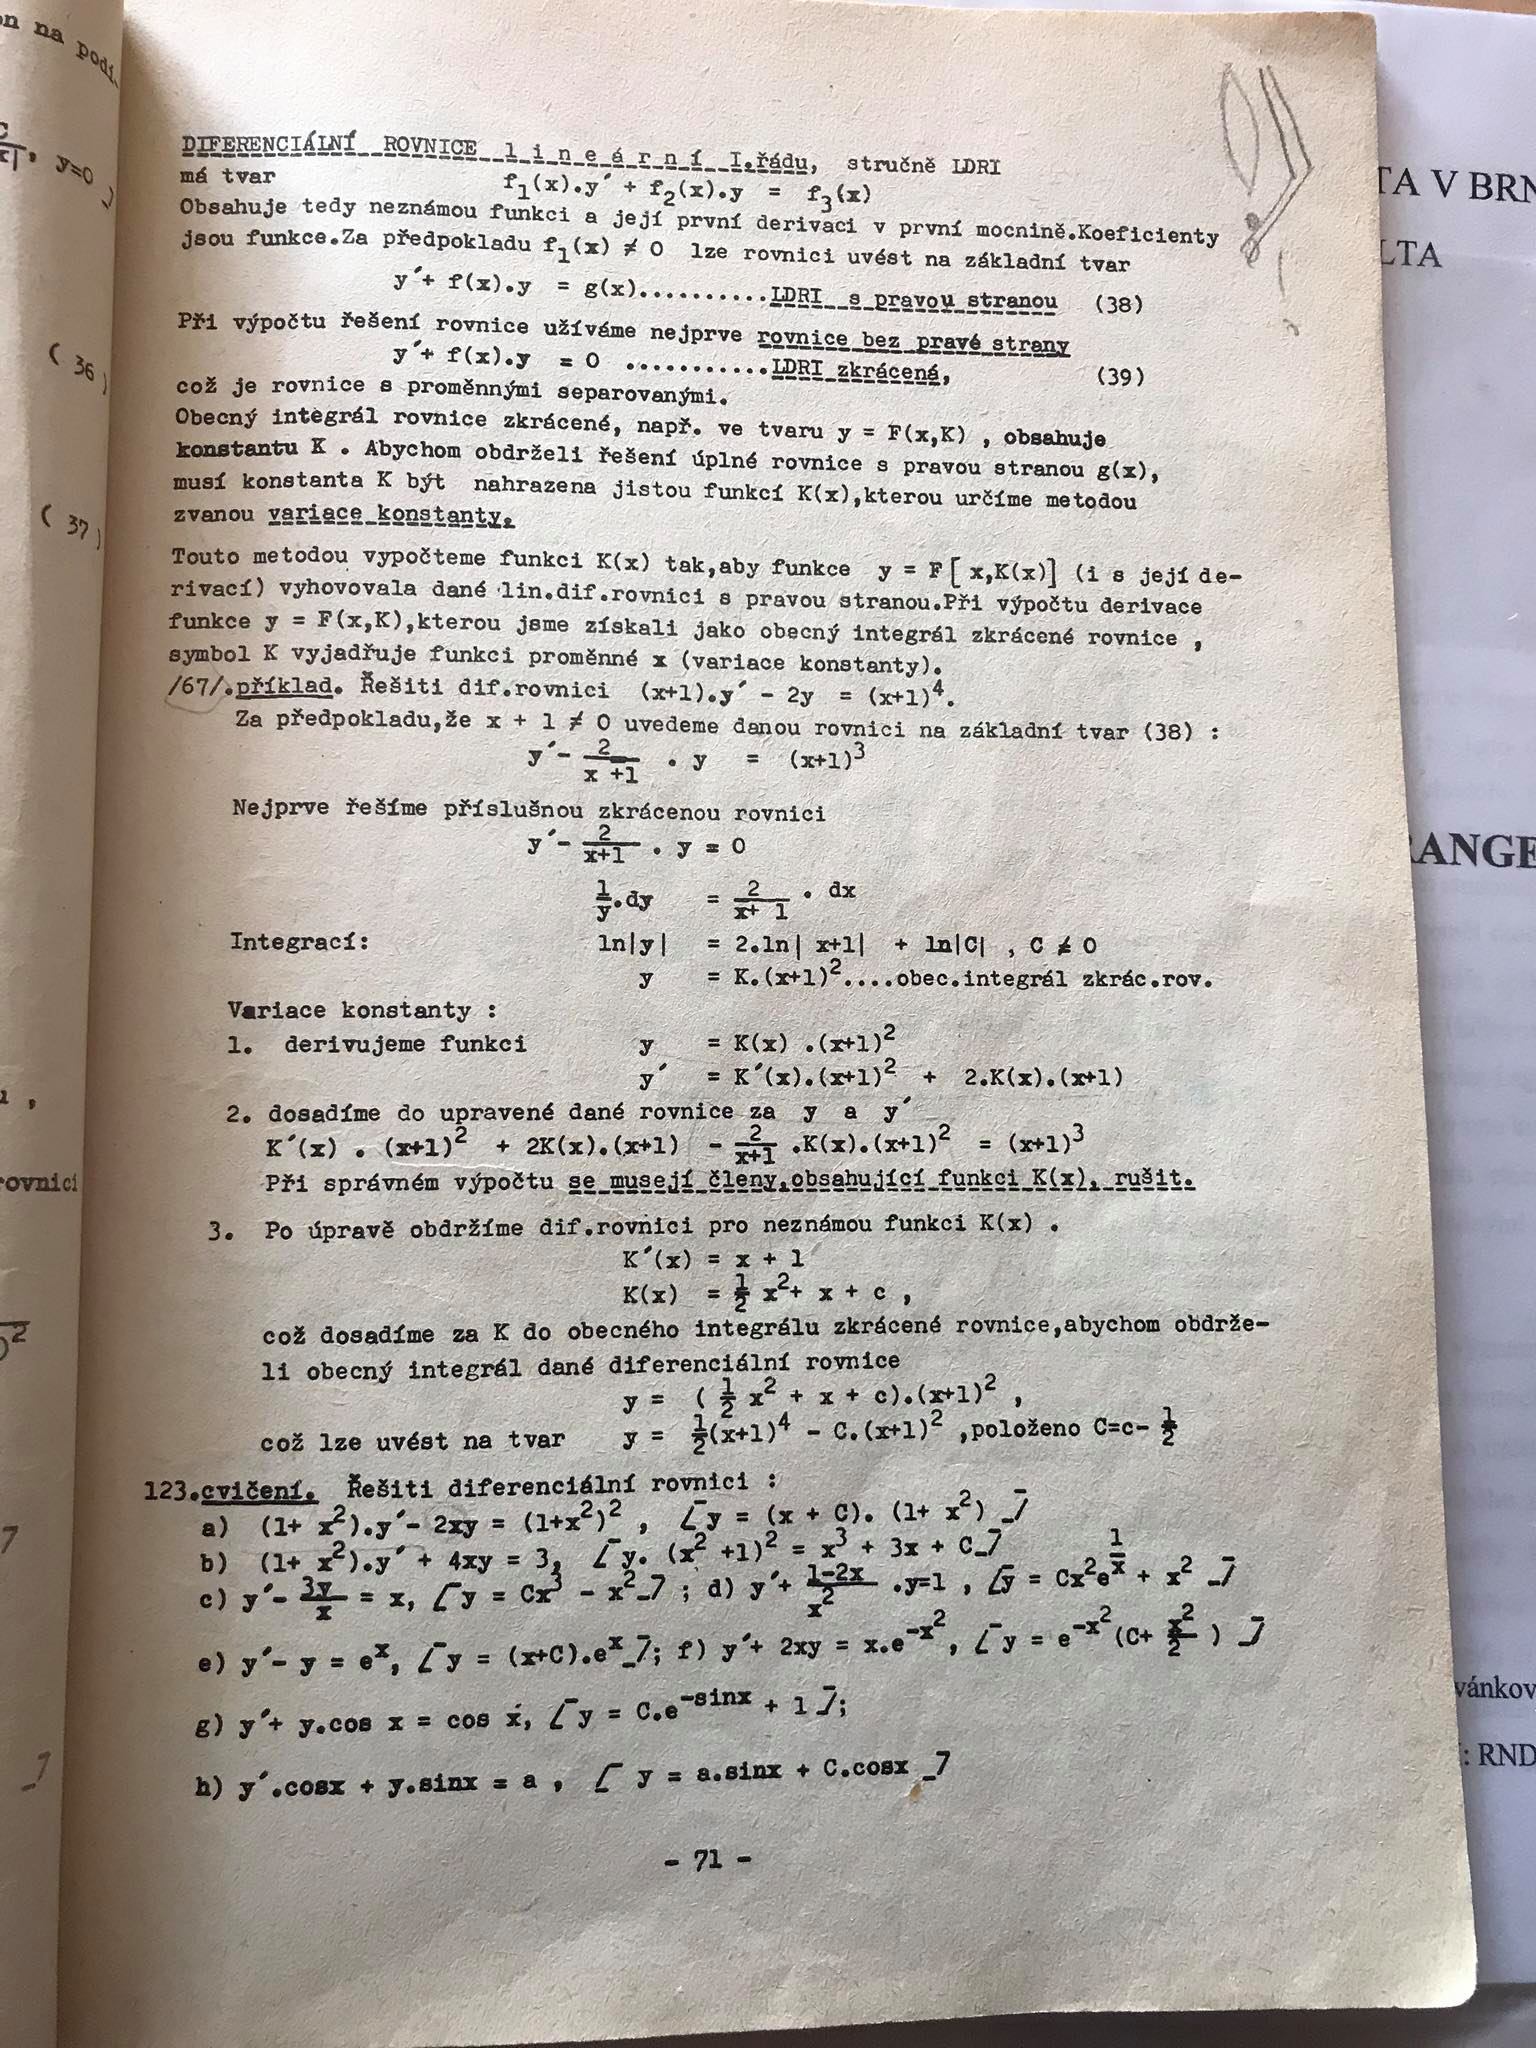 on na podí
y=0
( 36 )
( 37 )
rovnici
DIFERENCIÁLNÍ ROVNICE l i n e á r n í I.řádu, stručně LDRI
má tvar f₁(x).y´ + f₂(x).y = f₃(x)
Obsahuje tedy neznámou funkci a její první derivaci v první mocnině.Koeficienty
jsou funkce.Za předpokladu f₁(x) ≠ 0 lze rovnici uvést na základní tvar
y´+ f(x).y = g(x)..........LDRI s pravou stranou (38)
Při výpočtu řešení rovnice užíváme nejprve rovnice bez pravé strany
y´+ f(x).y = 0 ...........LDRI zkrácená, (39)
což je rovnice s proměnnými separovanými.
Obecný integrál rovnice zkrácené, např. ve tvaru y = F(x,K) , obsahuje
konstantu K . Abychom obdrželi řešení úplné rovnice s pravou stranou g(x),
musí konstanta K být nahrazena jistou funkcí K(x),kterou určíme metodou
zvanou variace konstanty.
Touto metodou vypočteme funkci K(x) tak,aby funkce y = F[ x,K(x)] (i s její de-
rivací) vyhovovala dané lin.dif.rovnici s pravou stranou.Při výpočtu derivace
funkce y = F(x,K),kterou jsme získali jako obecný integrál zkrácené rovnice ,
symbol K vyjadřuje funkci proměnné x (variace konstanty).
/67/.příklad. Řešiti dif.rovnici (x+1).y´ - 2y = (x+1)⁴.
Za předpokladu,že x + 1 ≠ 0 uvedeme danou rovnici na základní tvar (38) :
y´- 2/(x +1) . y = (x+1)³
Nejprve řešíme příslušnou zkrácenou rovnici
y´- 2/(x+1) . y = 0
1/y.dy = 2/(x+ 1) . dx
Integrací: ln|y| = 2.ln| x+1| + ln|C| , C ≠ 0
y = K.(x+1)²....obec.integrál zkrác.rov.
Variace konstanty :
1. derivujeme funkci y = K(x) .(x+1)²
y´ = K´(x).(x+1)² + 2.K(x).(x+1)
2. dosadíme do upravené dané rovnice za y a y´
K´(x) . (x+1)² + 2K(x).(x+1) - 2/(x+1) .K(x).(x+1)² = (x+1)³
Při správném výpočtu se musejí členy,obsahující funkci K(x), rušit.
3. Po úpravě obdržíme dif.rovnici pro neznámou funkci K(x) .
K´(x) = x + 1
K(x) = ½ x²+ x + c ,
což dosadíme za K do obecného integrálu zkrácené rovnice,abychom obdrže-
li obecný integrál dané diferenciální rovnice
y = ( ½ x² + x + c).(x+1)² ,
což lze uvést na tvar y = ½(x+1)⁴ - C.(x+1)² ,položeno C=c- ½
123.cvičení. Řešiti diferenciální rovnici :
a) (1+ x²).y´- 2xy = (1+x²)² , [ y = (x + C). (1+ x²) ]
b) (1+ x²).y´ + 4xy = 3, [ y. (x² +1)² = x³ + 3x + C ]
c) y´- 3y/x = x, [ y = Cx³ - x² ] ; d) y´+ (1-2x)/x² .y=1 , [ y = Cx²e^(1/x) + x² ]
e) y´- y = eˣ, [ y = (x+C).eˣ ]; f) y´+ 2xy = x.e^(-x²), [ y = e^(-x²)(C+ x²/2 ) ]
g) y´+ y.cos x = cos x, [ y = C.e^(-sinx) + 1 ];
h) y´.cosx + y.sinx = a , [ y = a.sinx + C.cosx ]
- 71 -
TA V BRN
LTA
RANGE
vánkov
: RND